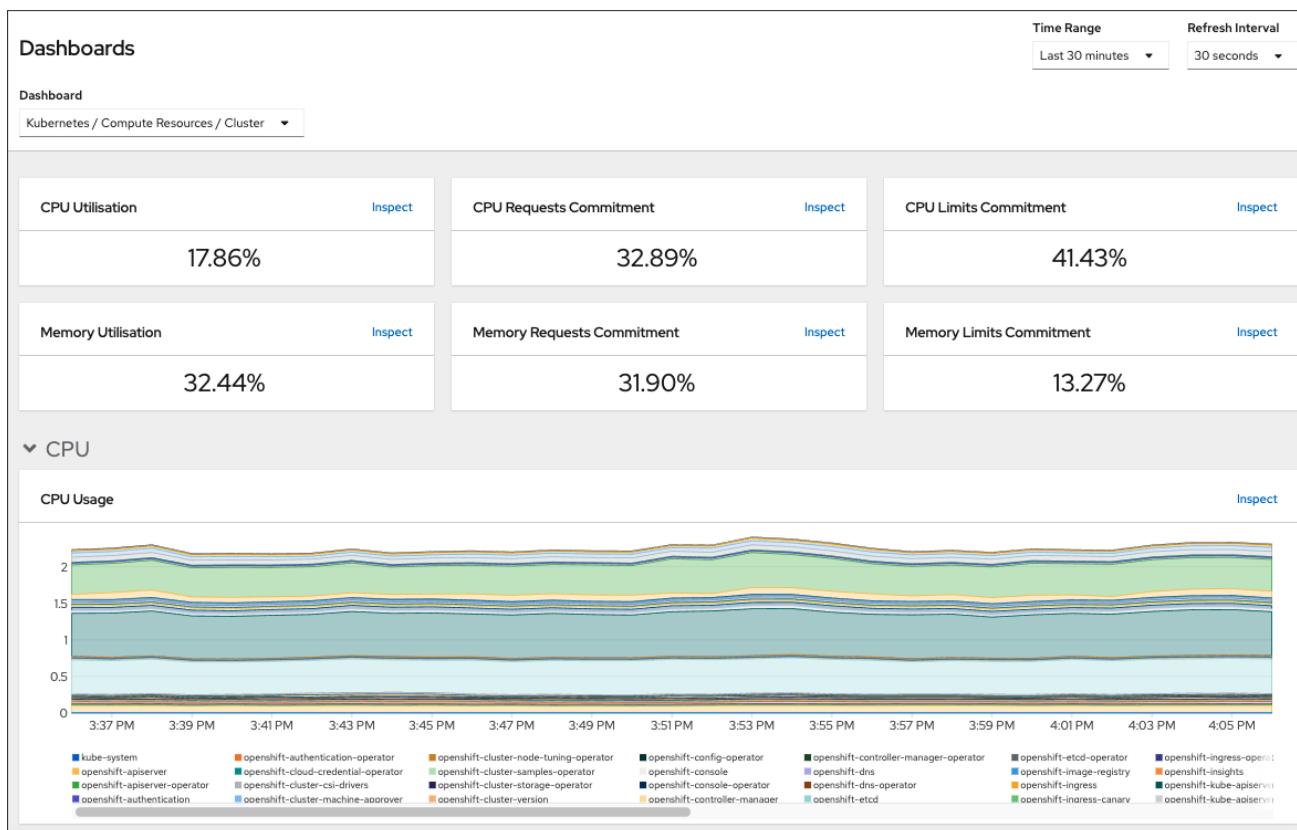 Dashboards
Time Range
Refresh Interval
Last 30 minutes
30 seconds
Dashboard
Kubernetes / Compute Resources / Cluster
CPU Utilisation Inspect
CPU Requests Commitment Inspect
CPU Limits Commitment Inspect
17.86%
32.89%
41.43%
Memory Utilisation Inspect
Memory Requests Commitment Inspect
Memory Limits Commitment Inspect
32.44%
31.90%
13.27%
CPU
CPU Usage Inspect
2
1.5
1
0.5
0
3:37 PM 3:39 PM 3:41 PM 3:43 PM 3:45 PM 3:47 PM 3:49 PM 3:51 PM 3:53 PM 3:55 PM 3:57 PM 3:59 PM 4:01 PM 4:03 PM 4:05 PM
kube-system openshift-authentication-operator openshift-cluster-node-tuning-operator openshift-config-operator openshift-controller-manager-operator openshift-etcd-operator openshift-ingress-operat
openshift-apiserver openshift-cloud-credential-operator openshift-cluster-samples-operator openshift-console openshift-dns openshift-image-registry openshift-insights
openshift-apiserver-operator openshift-cluster-csi-drivers openshift-cluster-storage-operator openshift-console-operator openshift-dns-operator openshift-ingress openshift-kube-apiserver
openshift-authentication openshift-cluster-machine-approver openshift-cluster-version openshift-controller-manager openshift-etcd openshift-ingress-canary openshift-kube-apiserver